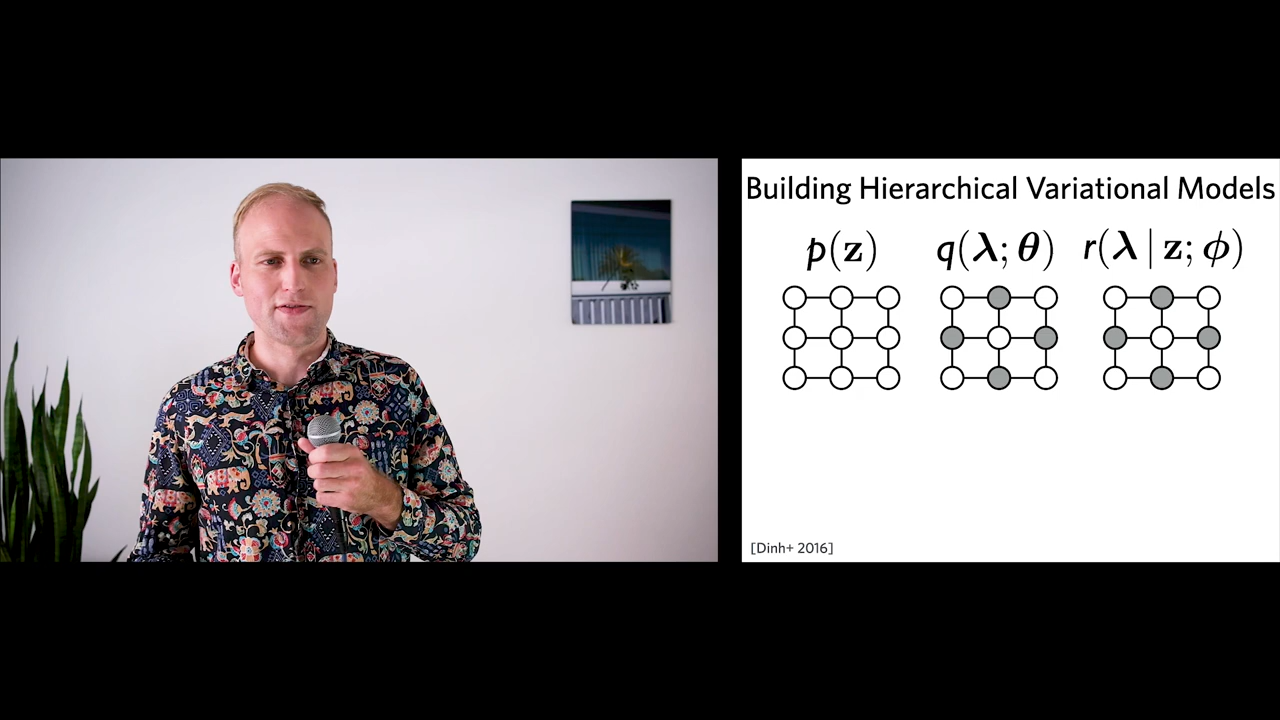 Building Hierarchical Variational Models
p(z) q(λ; θ) r(λ | z; ϕ)
[Dinh+ 2016]